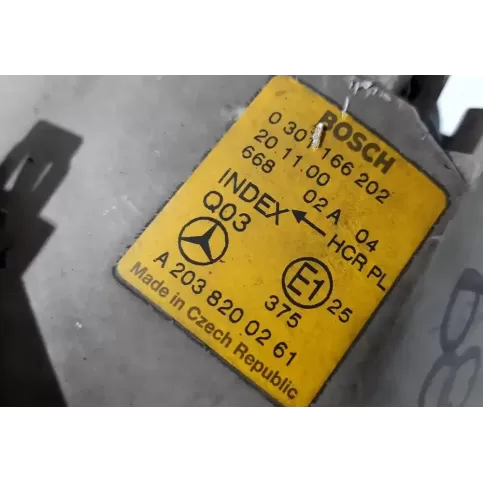 BOSCH
0 301 166 202
20.11.00
668 02 A 04
INDEX ← HCR PL
Q03
E1 25
375
A 203 820 02 61
Made in Czech Republic